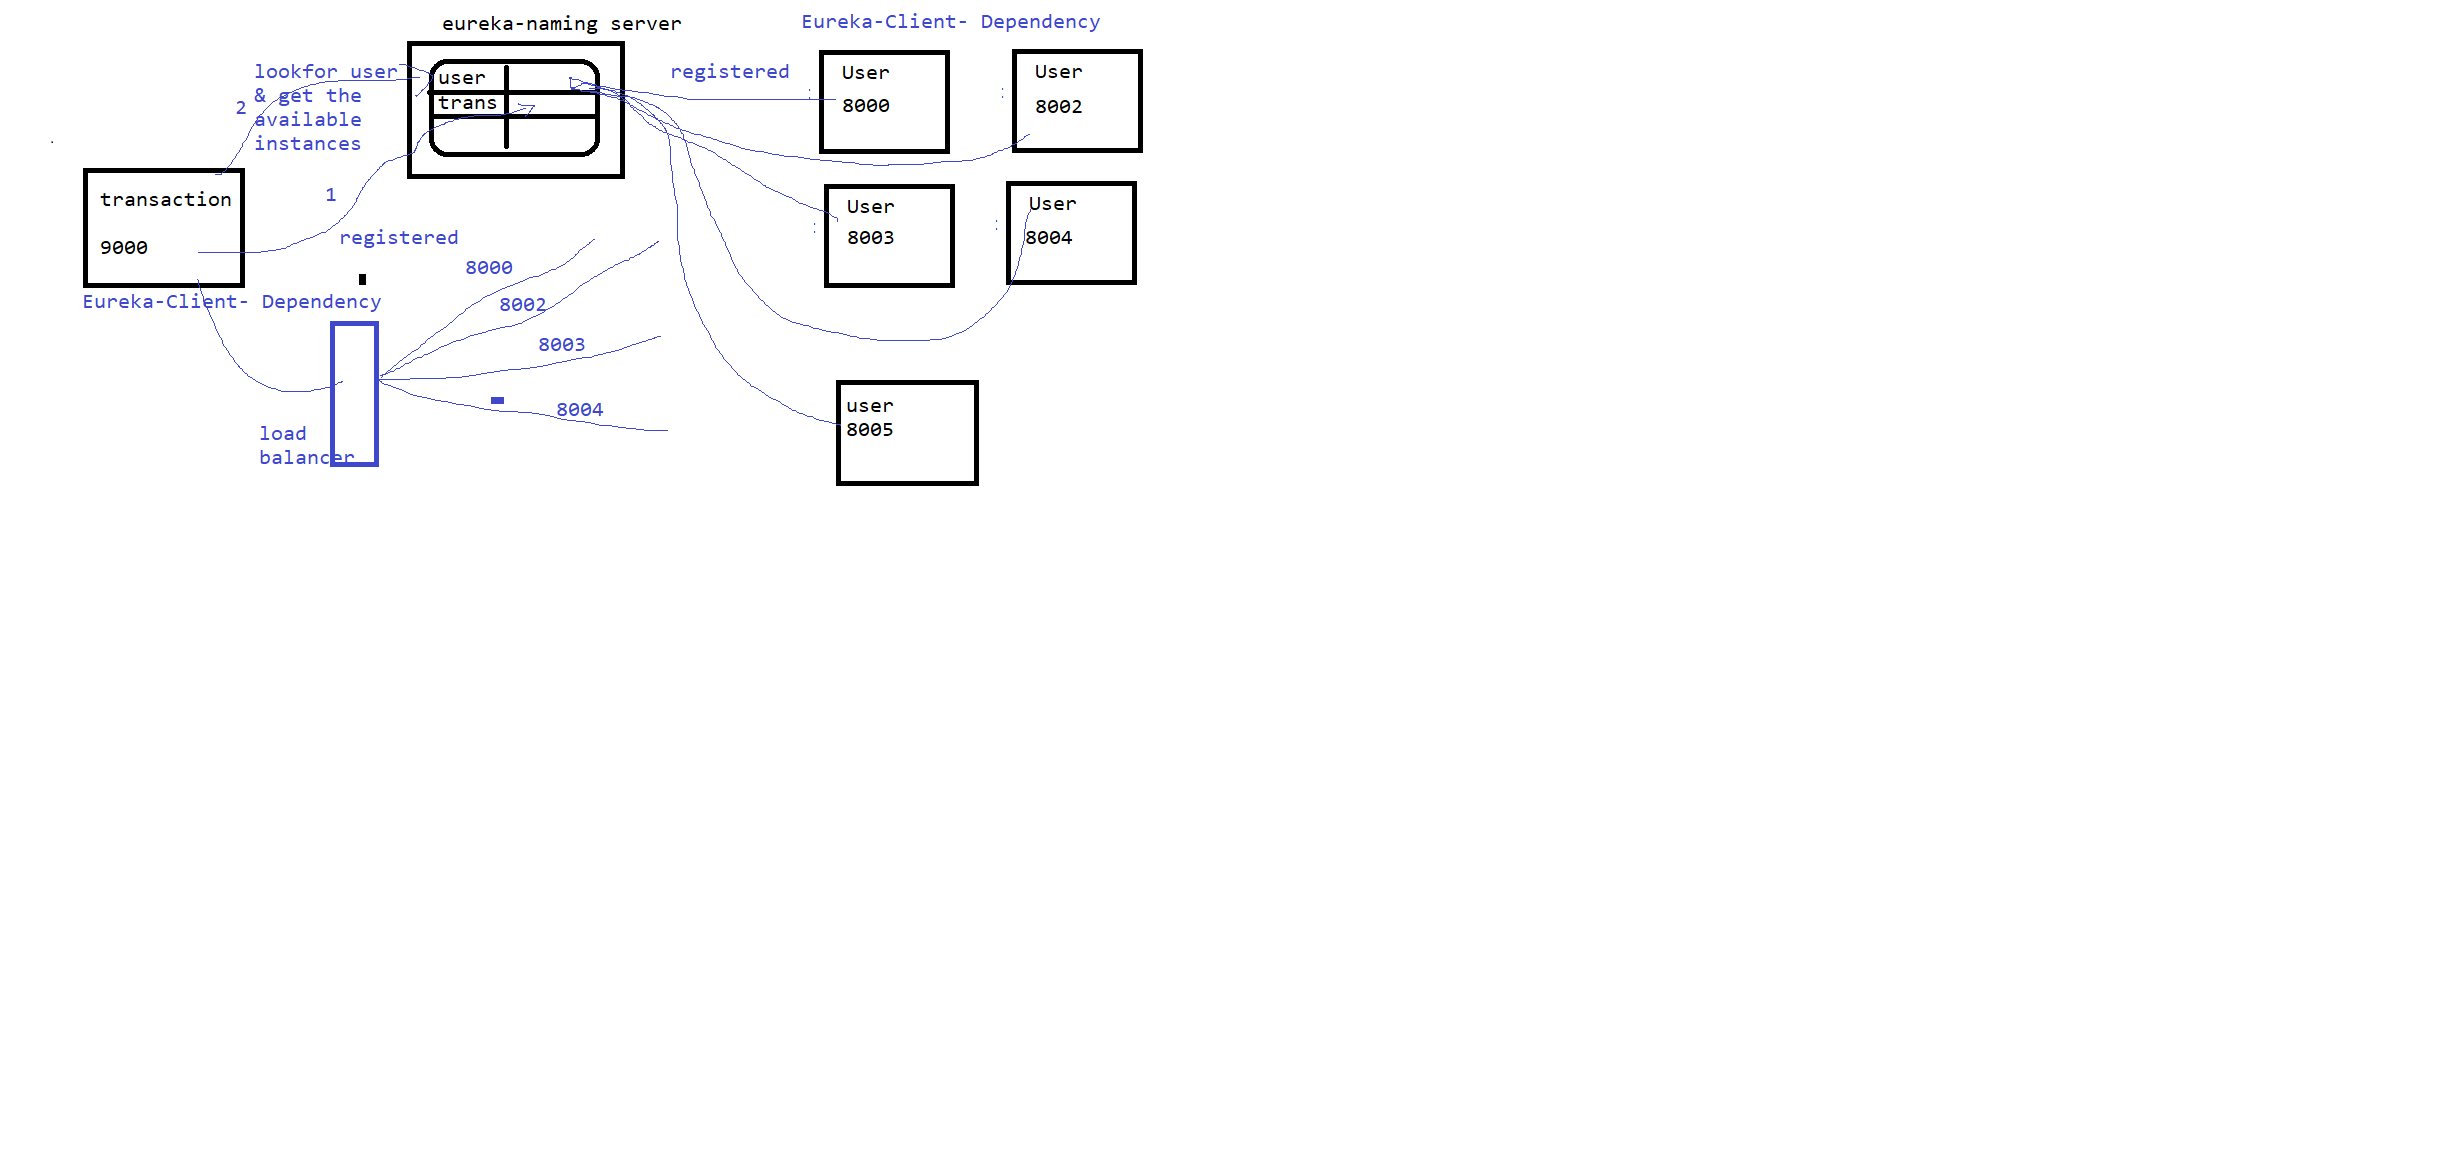 eureka-naming server
Eureka-Client- Dependency
lookfor user
& get the
available
instances
2
user
trans
registered
User
8000
User
8002
transaction
9000
1
registered
User
8003
User
8004
Eureka-Client- Dependency
8000
8002
8003
8004
load
balancer
user
8005